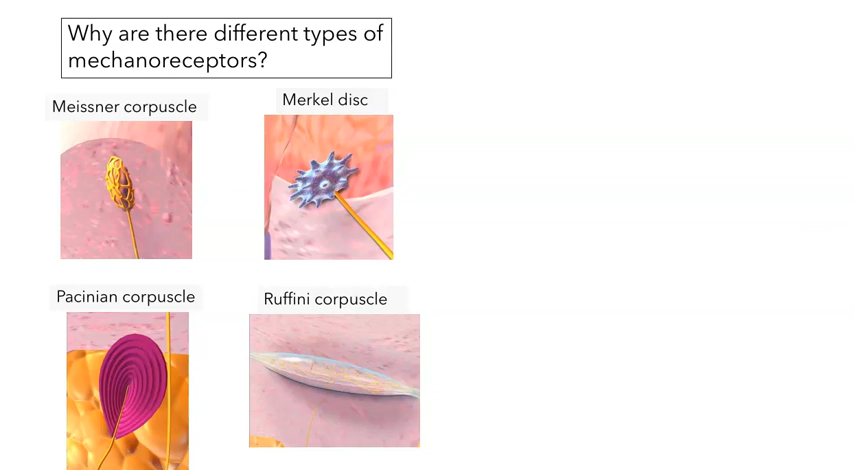 Why are there different types of
mechanoreceptors?
Meissner corpuscle
Merkel disc
Pacinian corpuscle
Ruffini corpuscle